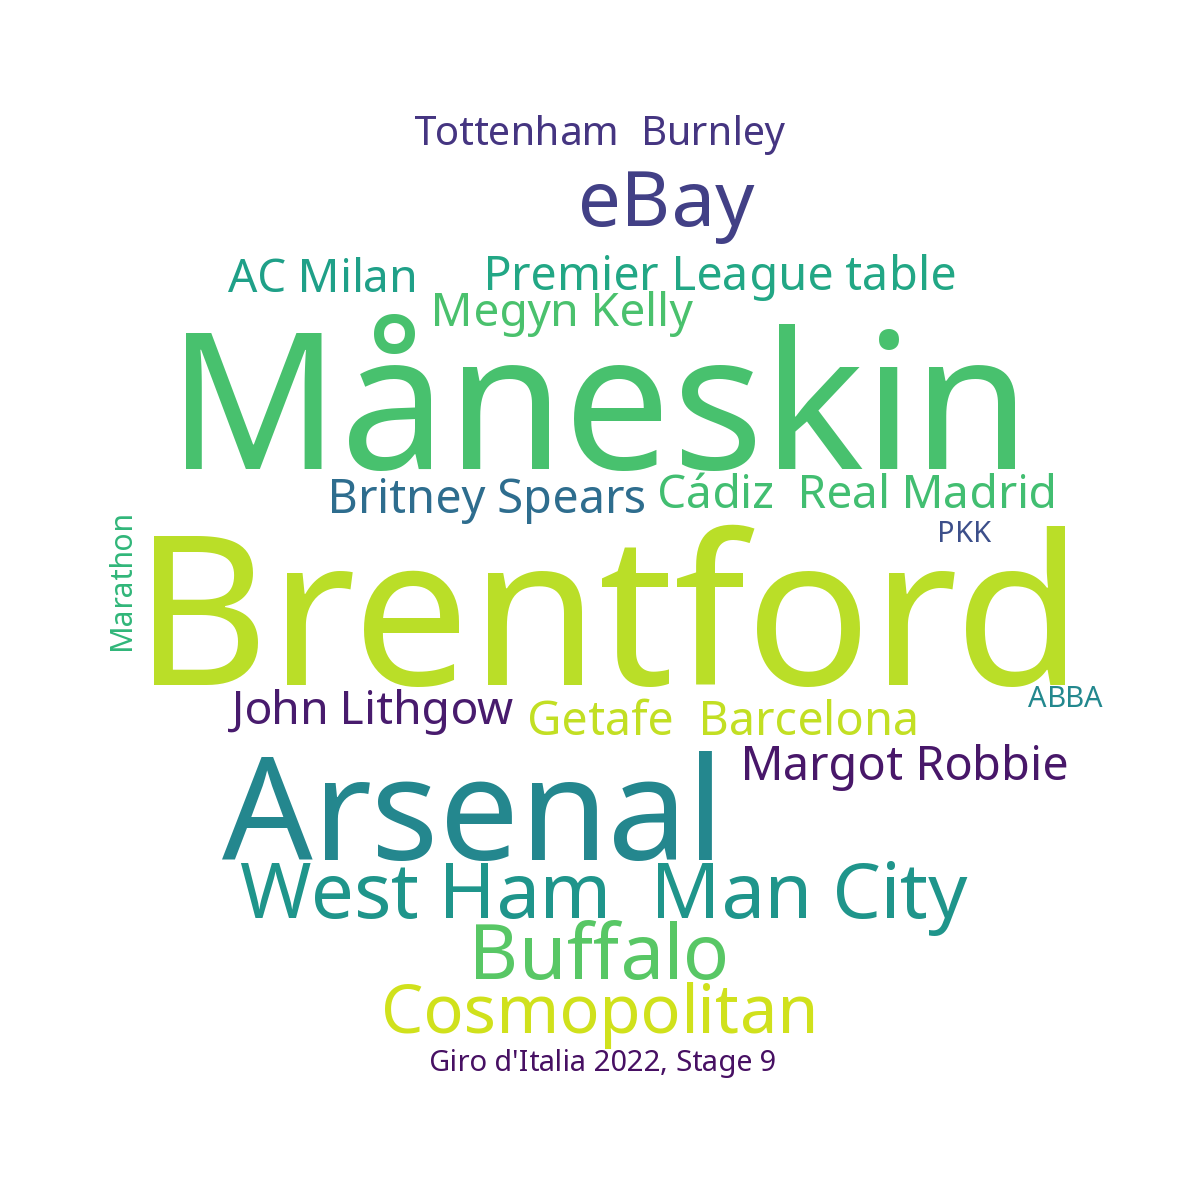 Tottenham Burnley
eBay
AC Milan
Premier League table
Megyn Kelly
Måneskin
Britney Spears
Cádiz Real Madrid
PKK
Marathon
Brentford
John Lithgow
Getafe Barcelona
ABBA
Margot Robbie
Arsenal
West Ham Man City
Buffalo
Cosmopolitan
Giro d'Italia 2022, Stage 9